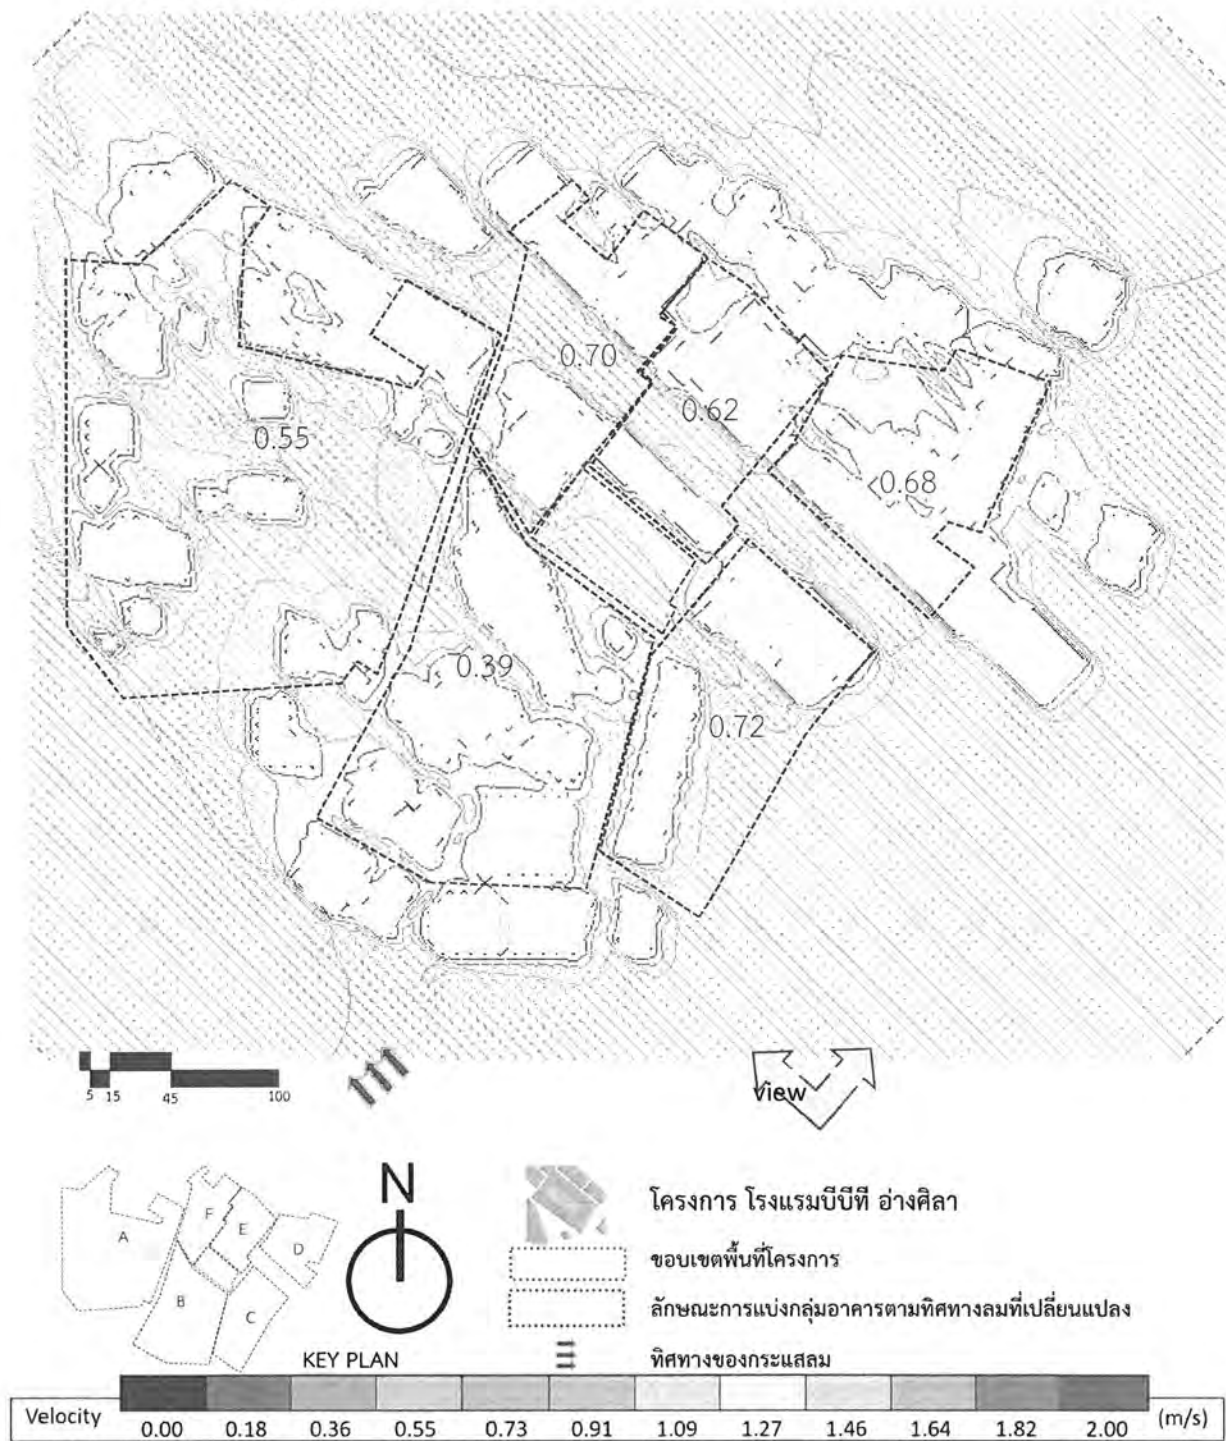 0.70
0.62
0.55
0.68
0.39
0.72
5 15 45 100
view
N
โครงการ โรงแรมบีบีที อ่างศิลา
ขอบเขตพื้นที่โครงการ
ลักษณะการแบ่งกลุ่มอาคารตามทิศทางลมที่เปลี่ยนแปลง
ทิศทางของกระแสลม
F
A
E
D
B
C
KEY PLAN
Velocity 0.00 0.18 0.36 0.55 0.73 0.91 1.09 1.27 1.46 1.64 1.82 2.00 (m/s)